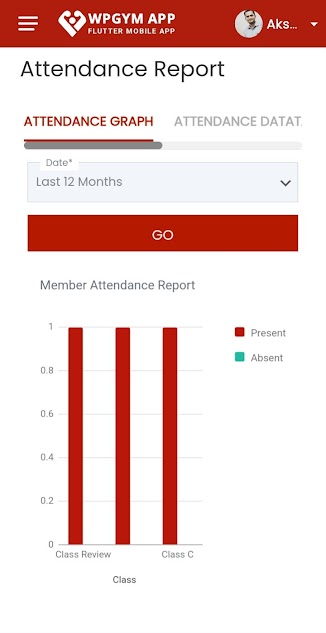 WPGYM APP
FLUTTER MOBILE APP
Aks...
Attendance Report
ATTENDANCE GRAPH
ATTENDANCE DATAT
Date*
Last 12 Months
GO
Member Attendance Report
Present
Absent
1
0.8
0.6
0.4
0.2
0
Class Review
Class C
Class